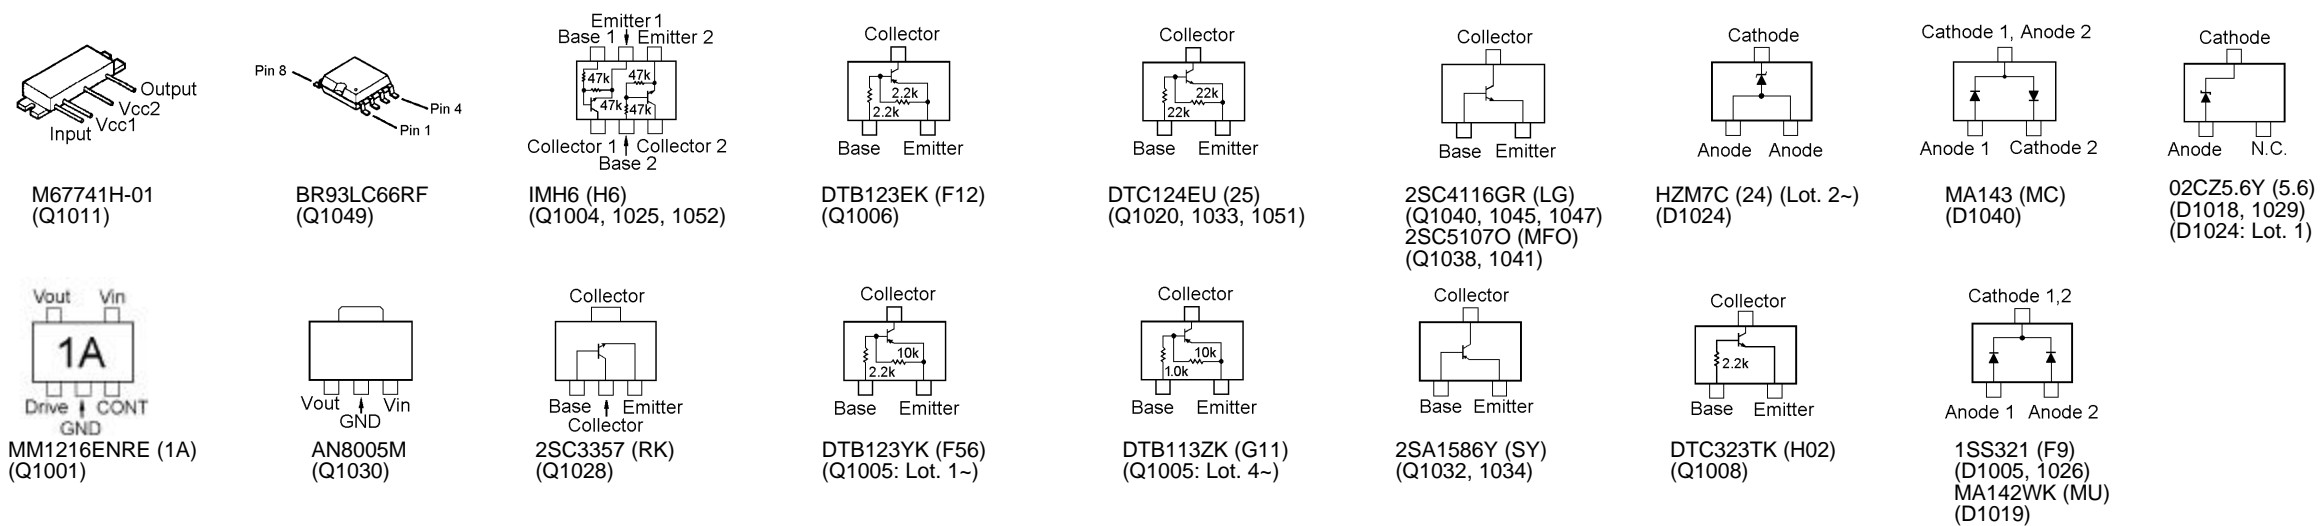 Output
Vcc2
Vcc1
Input
M67741H-01
(Q1011)
Pin 8
Pin 4
Pin 1
BR93LC66RF
(Q1049)
Emitter 1
Base 1
Emitter 2
47k
47k
47k
47k
Collector 1
Collector 2
Base 2
IMH6 (H6)
(Q1004, 1025, 1052)
Collector
2.2k
2.2k
Base
Emitter
DTB123EK (F12)
(Q1006)
Collector
22k
22k
Base
Emitter
DTC124EU (25)
(Q1020, 1033, 1051)
Collector
Base
Emitter
2SC4116GR (LG)
(Q1040, 1045, 1047)
2SC5107O (MFO)
(Q1038, 1041)
Cathode
Anode
Anode
HZM7C (24) (Lot. 2~)
(D1024)
Cathode 1, Anode 2
Anode 1
Cathode 2
MA143 (MC)
(D1040)
Cathode
Anode
N.C.
02CZ5.6Y (5.6)
(D1018, 1029)
(D1024: Lot. 1)
Vout
Vin
1A
Drive
CONT
GND
MM1216ENRE (1A)
(Q1001)
Vout
Vin
GND
AN8005M
(Q1030)
Collector
Base
Emitter
Collector
2SC3357 (RK)
(Q1028)
Collector
10k
2.2k
Base
Emitter
DTB123YK (F56)
(Q1005: Lot. 1~)
Collector
10k
1.0k
Base
Emitter
DTB113ZK (G11)
(Q1005: Lot. 4~)
Collector
Base
Emitter
2SA1586Y (SY)
(Q1032, 1034)
Collector
2.2k
Base
Emitter
DTC323TK (H02)
(Q1008)
Cathode 1,2
Anode 1
Anode 2
1SS321 (F9)
(D1005, 1026)
MA142WK (MU)
(D1019)